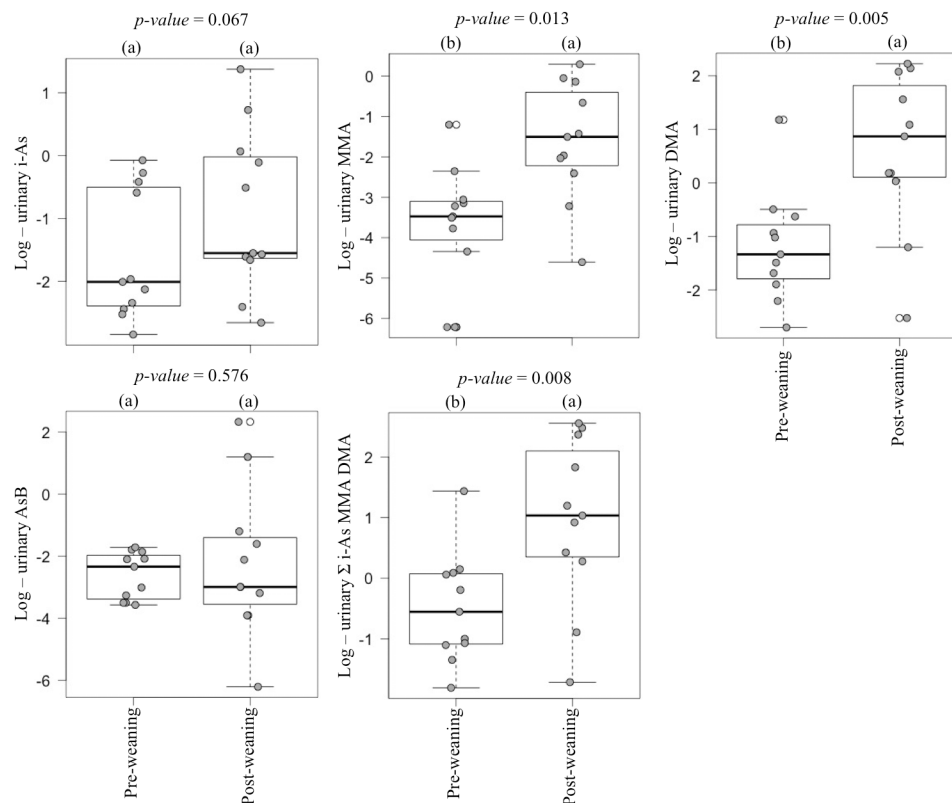 p-value = 0.067
(a) (a)
Log – urinary i-As
1
0
-1
-2
p-value = 0.013
(b) (a)
Log – urinary MMA
0
-1
-2
-3
-4
-5
-6
p-value = 0.005
(b) (a)
Log – urinary DMA
2
1
0
-1
-2
Pre-weaning
Post-weaning
p-value = 0.576
(a) (a)
Log – urinary AsB
2
0
-2
-4
-6
Pre-weaning
Post-weaning
p-value = 0.008
(b) (a)
Log – urinary Σ i-As MMA DMA
2
1
0
-1
Pre-weaning
Post-weaning